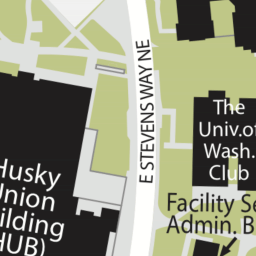 E STEVENS WAY NE
The
Univ. of
Wash.
Club
Husky
Union
Building
(HUB)
Facility Se
Admin. B